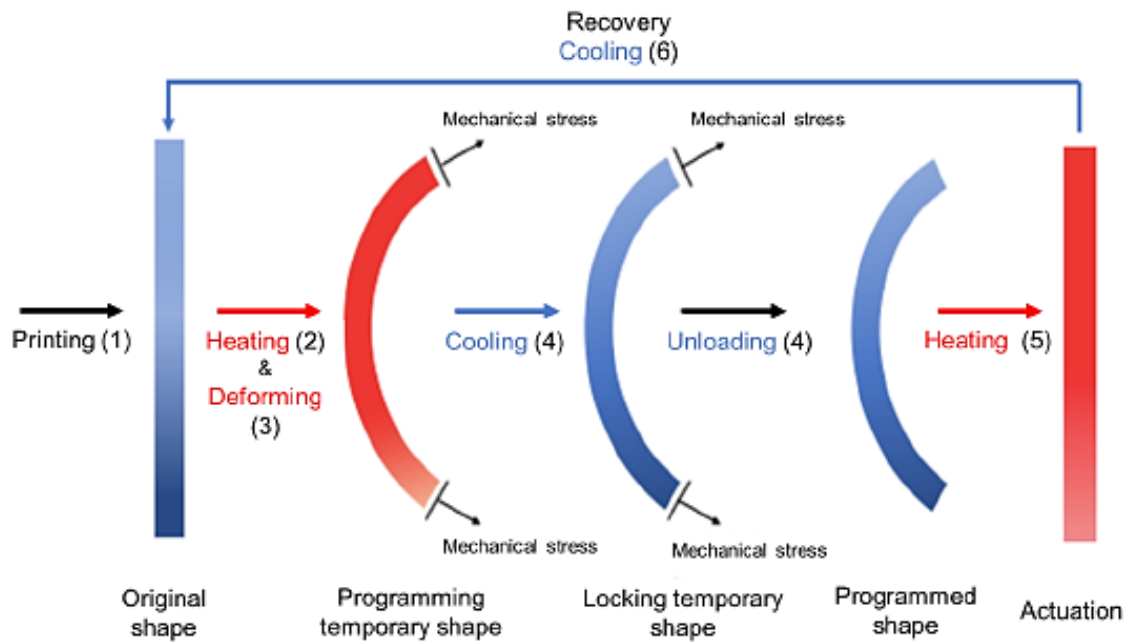 Recovery
Cooling (6)
Mechanical stress
Mechanical stress
Printing (1)
Heating (2)
&
Deforming
(3)
Cooling (4)
Unloading (4)
Heating (5)
Mechanical stress
Mechanical stress
Original
shape
Programming
temporary shape
Locking temporary
shape
Programmed
shape
Actuation